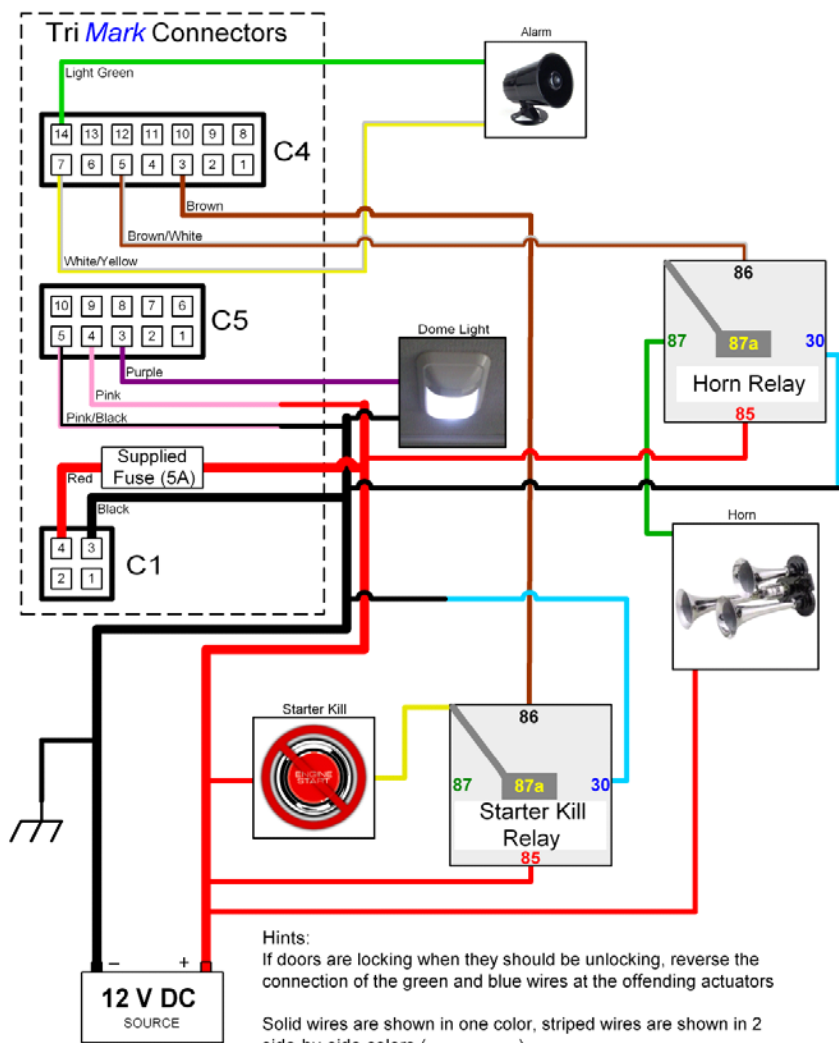 Tri Mark Connectors
Alarm
Light Green
14 13 12 11 10 9 8
7 6 5 4 3 2 1
C4
Brown
Brown/White
White/Yellow
86
87 87a 30
Horn Relay
85
10 9 8 7 6
5 4 3 2 1
C5
Dome Light
Purple
Pink
Pink/Black
Supplied
Fuse (5A)
Red
Black
4 3
2 1
C1
Horn
Starter Kill
ENGINE
START
86
87 87a 30
Starter Kill
Relay
85
– +
12 V DC
SOURCE
Hints:
If doors are locking when they should be unlocking, reverse the
connection of the green and blue wires at the offending actuators
Solid wires are shown in one color, striped wires are shown in 2
side-by-side colors (